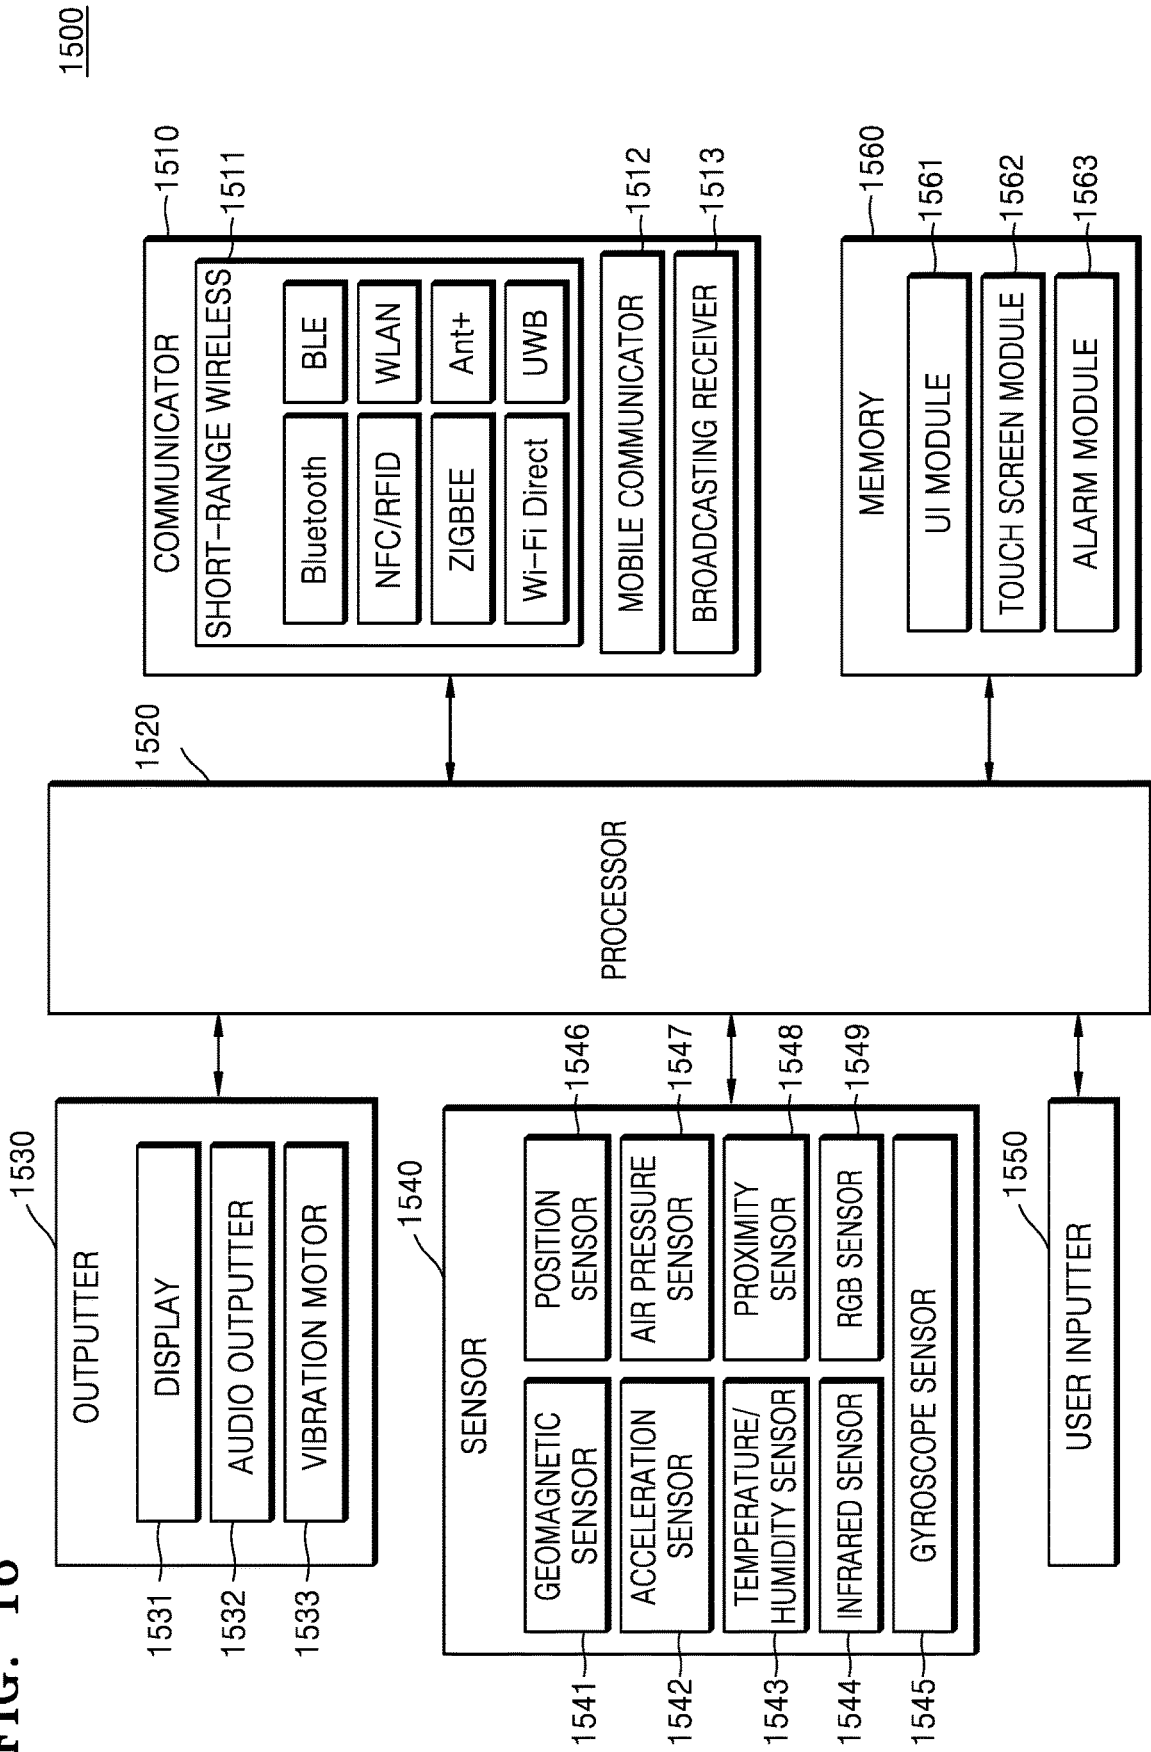 FIG. 16
1500
OUTPUTTER
1530
DISPLAY
1531
AUDIO OUTPUTTER
1532
VIBRATION MOTOR
1533
SENSOR
1540
GEOMAGNETIC
SENSOR
1541
POSITION
SENSOR
1546
ACCELERATION
SENSOR
1542
AIR PRESSURE
SENSOR
1547
TEMPERATURE/
HUMIDITY SENSOR
1543
PROXIMITY
SENSOR
1548
INFRARED SENSOR
1544
RGB SENSOR
1549
GYROSCOPE SENSOR
1545
USER INPUTTER
1550
PROCESSOR
1520
COMMUNICATOR
1510
SHORT-RANGE WIRELESS
1511
Bluetooth
BLE
NFC/RFID
WLAN
ZIGBEE
Ant+
Wi-Fi Direct
UWB
MOBILE COMMUNICATOR
1512
BROADCASTING RECEIVER
1513
MEMORY
1560
UI MODULE
1561
TOUCH SCREEN MODULE
1562
ALARM MODULE
1563